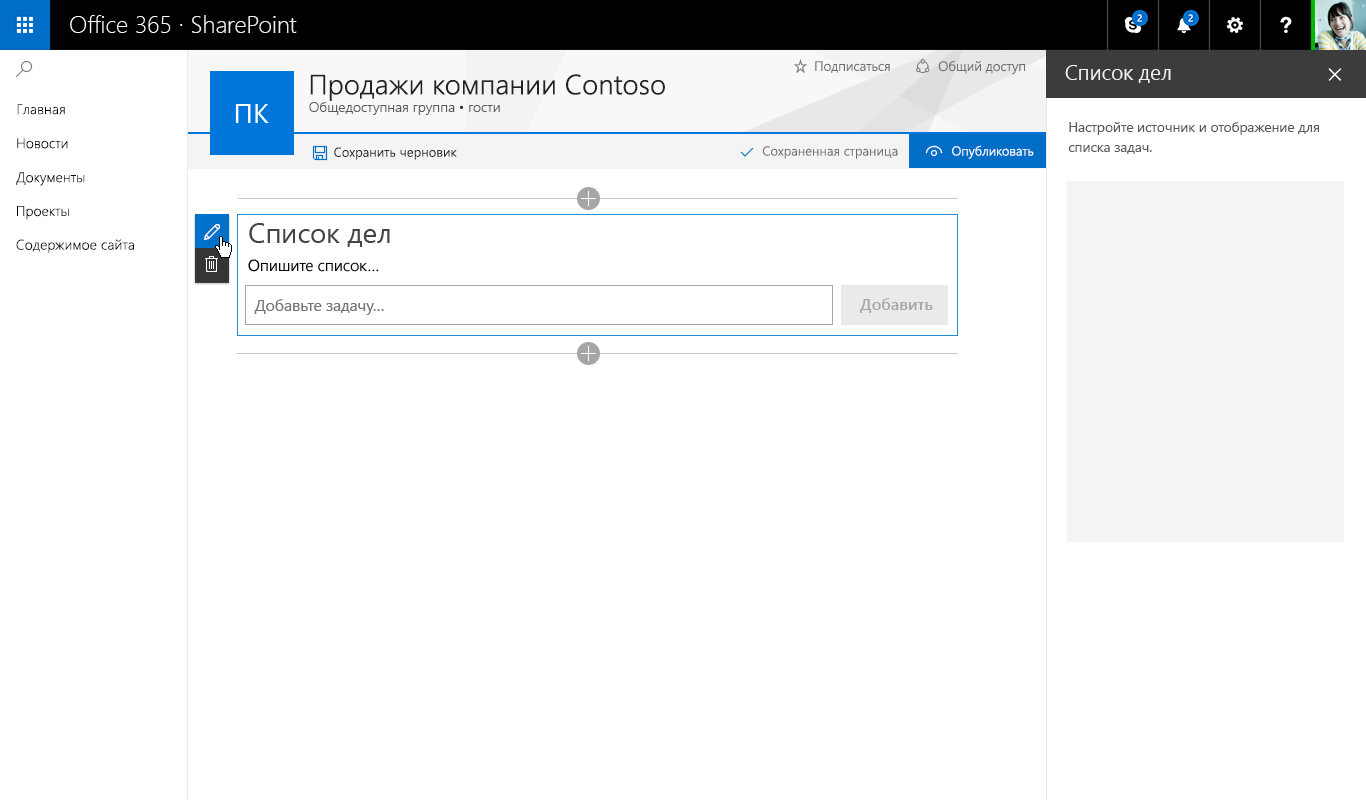 Office 365 · SharePoint
2
2
?
Главная
Новости
Документы
Проекты
Содержимое сайта
ПК
Продажи компании Contoso
Общедоступная группа • гости
Подписаться
Общий доступ
Сохранить черновик
Сохраненная страница
Опубликовать
Список дел
Опишите список...
Добавьте задачу...
Добавить
Список дел
Настройте источник и отображение для
списка задач.